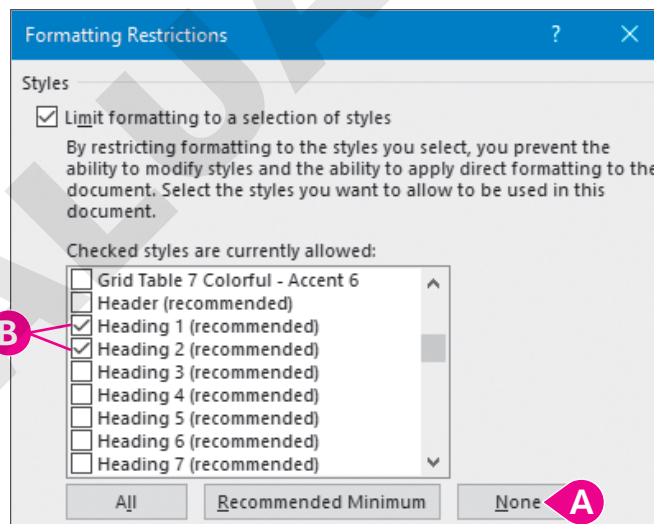 Formatting Restrictions ? ×
Styles
Limit formatting to a selection of styles
By restricting formatting to the styles you select, you prevent the
ability to modify styles and the ability to apply direct formatting to the
document. Select the styles you want to allow to be used in this
document.
Checked styles are currently allowed:
Grid Table 7 Colorful - Accent 6
Header (recommended)
Heading 1 (recommended)
B
Heading 2 (recommended)
Heading 3 (recommended)
Heading 4 (recommended)
Heading 5 (recommended)
Heading 6 (recommended)
Heading 7 (recommended)
All Recommended Minimum None A